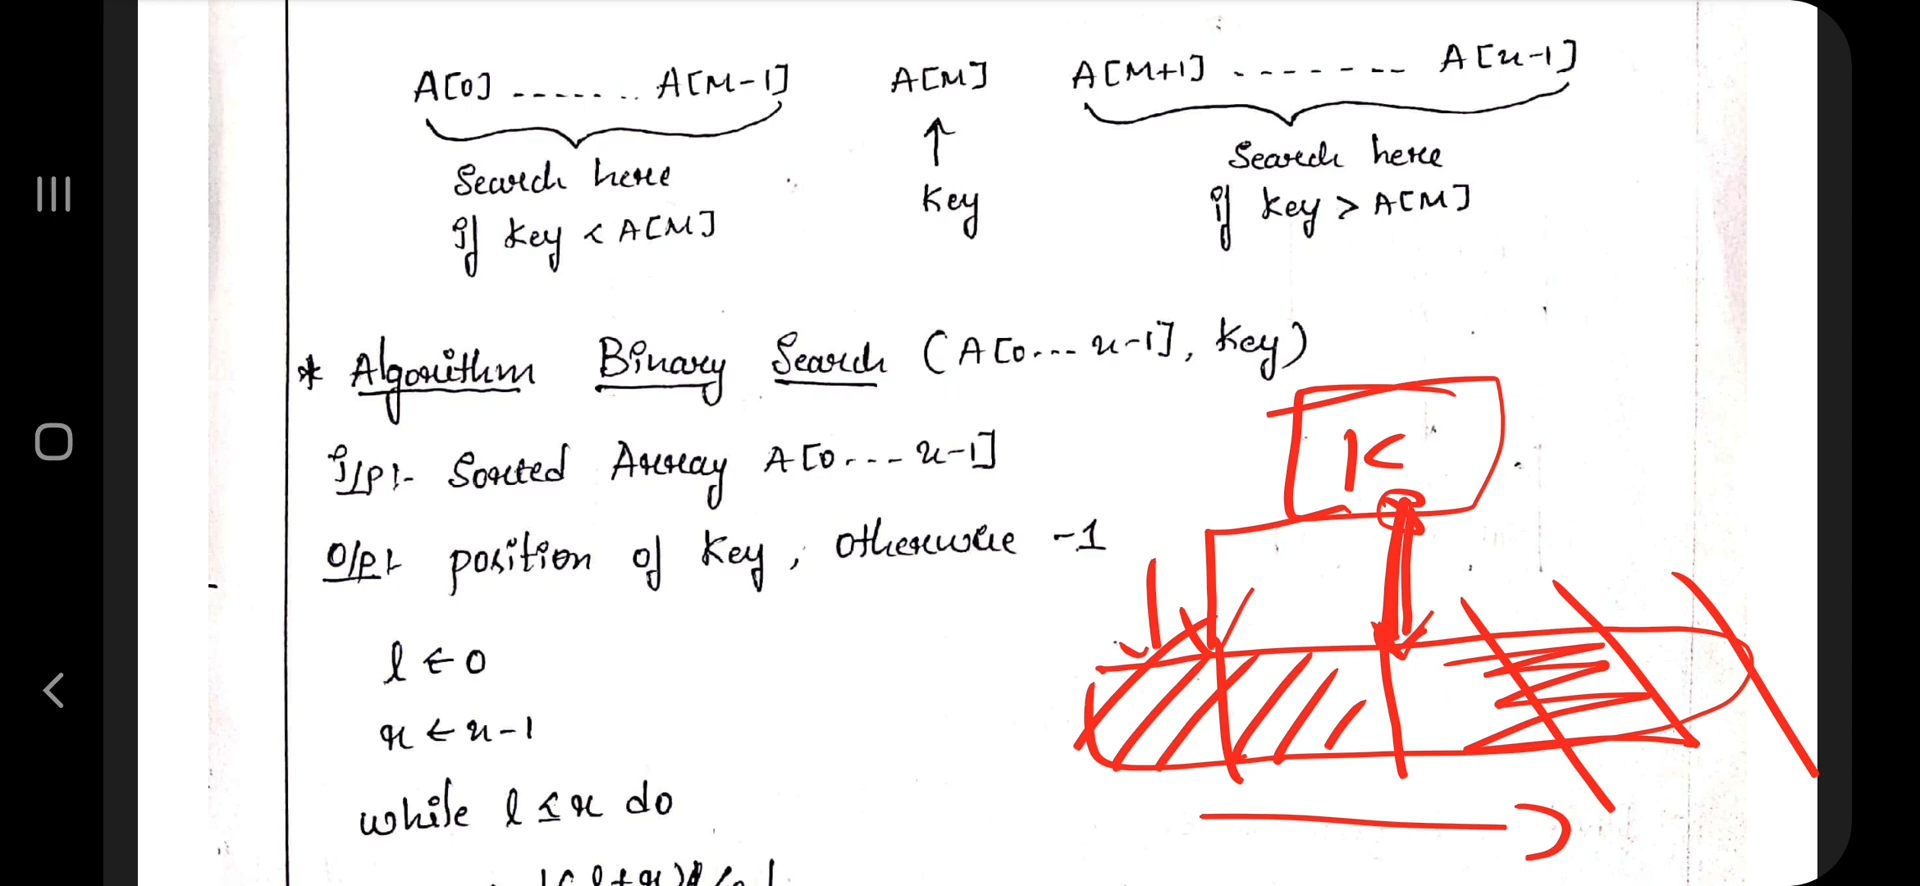 A[0] ....... A[M-1] A[M] A[M+1] ........ A[n-1]
Search here if key < A[M]
↑ key
Search here if key > A[M]
* Algorithm Binary Search (A[0...n-1], key)
I/P:- Sorted Array A[0...n-1]
O/P:- position of key, otherwise -1
K
l ← 0
r ← n-1
while l ≤ r do